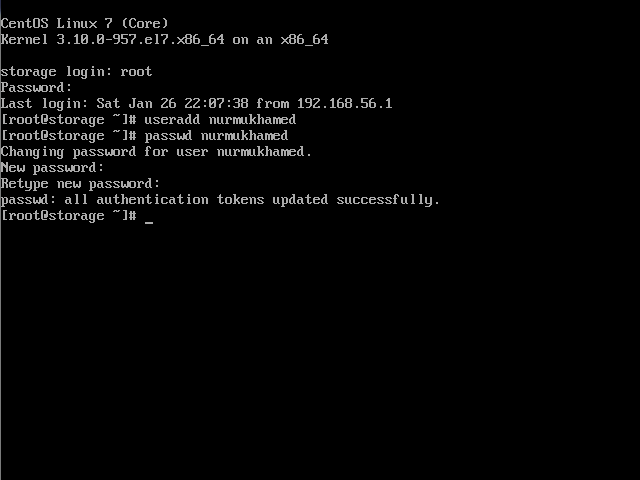 CentOS Linux 7 (Core)
Kernel 3.10.0-957.el7.x86_64 on an x86_64
storage login: root
Password:
Last login: Sat Jan 26 22:07:38 from 192.168.56.1
[root@storage ~]# useradd nurmukhamed
[root@storage ~]# passwd nurmukhamed
Changing password for user nurmukhamed.
New password:
Retype new password:
passwd: all authentication tokens updated successfully.
[root@storage ~]# _